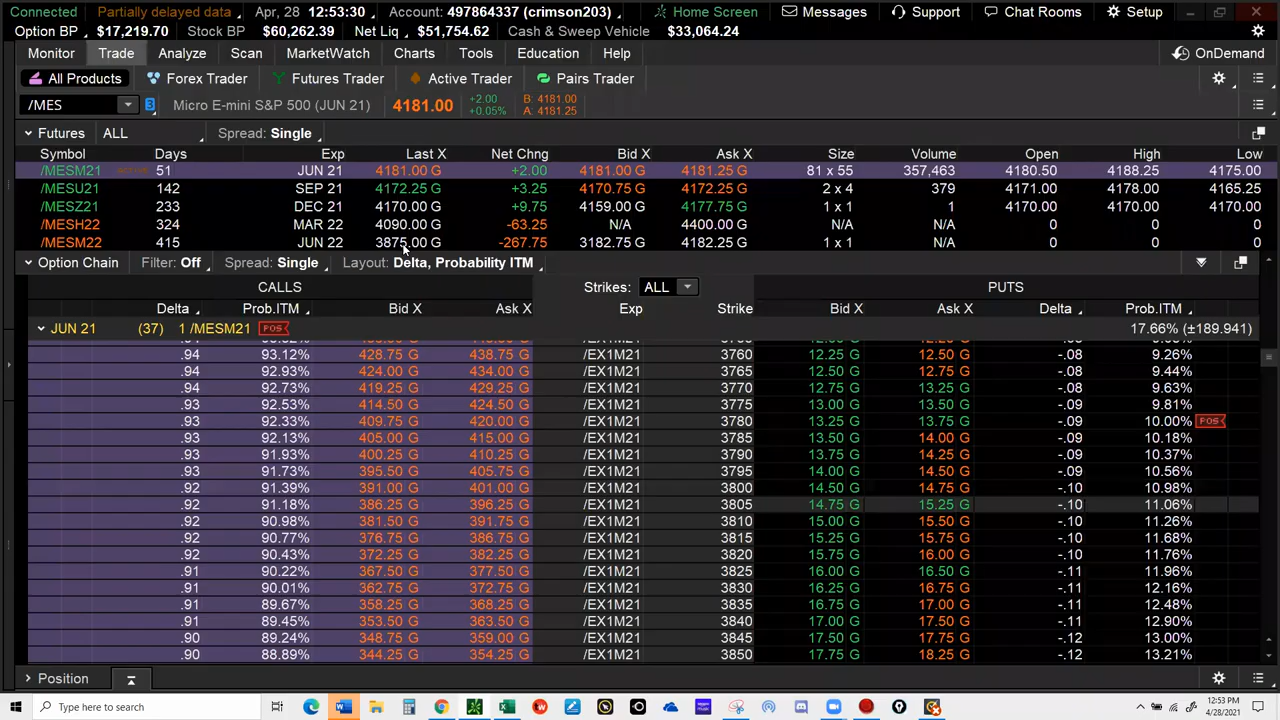 Connected Partially delayed data Apr, 28 12:53:30 Account: 497864337 (crimson203) Home Screen Messages Support Chat Rooms Setup
Option BP $17,219.70 Stock BP $60,262.39 Net Liq $51,754.62 Cash & Sweep Vehicle $33,064.24
Monitor Trade Analyze Scan MarketWatch Charts Tools Education Help OnDemand
All Products Forex Trader Futures Trader Active Trader Pairs Trader
/MES 3 Micro E-mini S&P 500 (JUN 21) 4181.00 +2.00 B: 4181.00
+0.05% A: 4181.25
Futures ALL Spread: Single
Symbol Days Exp Last X Net Chng Bid X Ask X Size Volume Open High Low
/MESM21 ACTIVE 51 JUN 21 4181.00 G +2.00 4181.00 G 4181.25 G 81 x 55 357,463 4180.50 4188.25 4175.00
/MESU21 142 SEP 21 4172.25 G +3.25 4170.75 G 4172.25 G 2 x 4 379 4171.00 4178.00 4165.25
/MESZ21 233 DEC 21 4170.00 G +9.75 4159.00 G 4177.75 G 1 x 1 1 4170.00 4170.00 4170.00
/MESH22 324 MAR 22 4090.00 G -63.25 N/A 4400.00 G N/A N/A 0 0 0
/MESM22 415 JUN 22 3875.00 G -267.75 3182.75 G 4182.25 G 1 x 1 N/A 0 0 0
Option Chain Filter: Off Spread: Single Layout: Delta, Probability ITM
CALLS Strikes: ALL PUTS
Delta Prob.ITM Bid X Ask X Exp Strike Bid X Ask X Delta Prob.ITM
JUN 21 (37) 1 /MESM21 POS 17.66% (±189.941)
.94 93.12% 428.75 G 438.75 G /EX1M21 3760 12.25 G 12.50 G -.08 9.26%
.94 92.93% 424.00 G 434.00 G /EX1M21 3765 12.50 G 12.75 G -.08 9.44%
.94 92.73% 419.25 G 429.25 G /EX1M21 3770 12.75 G 13.25 G -.08 9.63%
.93 92.53% 414.50 G 424.50 G /EX1M21 3775 13.00 G 13.50 G -.09 9.81%
.93 92.33% 409.75 G 420.00 G /EX1M21 3780 13.25 G 13.75 G -.09 10.00% POS
.93 92.13% 405.00 G 415.00 G /EX1M21 3785 13.50 G 14.00 G -.09 10.18%
.93 91.93% 400.25 G 410.25 G /EX1M21 3790 13.75 G 14.25 G -.09 10.37%
.93 91.73% 395.50 G 405.75 G /EX1M21 3795 14.00 G 14.50 G -.09 10.56%
.92 91.38% 391.00 G 401.00 G /EX1M21 3800 14.50 G 14.75 G -.10 10.98%
.92 91.18% 386.25 G 396.25 G /EX1M21 3805 14.75 G 15.25 G -.10 11.06%
.92 90.98% 381.50 G 391.75 G /EX1M21 3810 15.00 G 15.50 G -.10 11.26%
.92 90.77% 376.75 G 386.75 G /EX1M21 3815 15.25 G 15.75 G -.10 11.68%
.92 90.43% 372.25 G 382.25 G /EX1M21 3820 15.75 G 16.00 G -.10 11.76%
.91 90.22% 367.50 G 377.50 G /EX1M21 3825 16.00 G 16.50 G -.11 11.96%
.91 90.01% 362.75 G 372.75 G /EX1M21 3830 16.25 G 16.75 G -.11 12.16%
.91 89.67% 358.25 G 368.25 G /EX1M21 3835 16.75 G 17.00 G -.11 12.48%
.91 89.45% 353.50 G 363.50 G /EX1M21 3840 17.00 G 17.50 G -.11 12.90%
.90 89.24% 348.75 G 359.00 G /EX1M21 3845 17.50 G 17.75 G -.12 13.00%
.90 88.89% 344.25 G 354.25 G /EX1M21 3850 17.75 G 18.25 G -.12 13.21%
Position
Type here to search 12:53 PM
4/28/2021